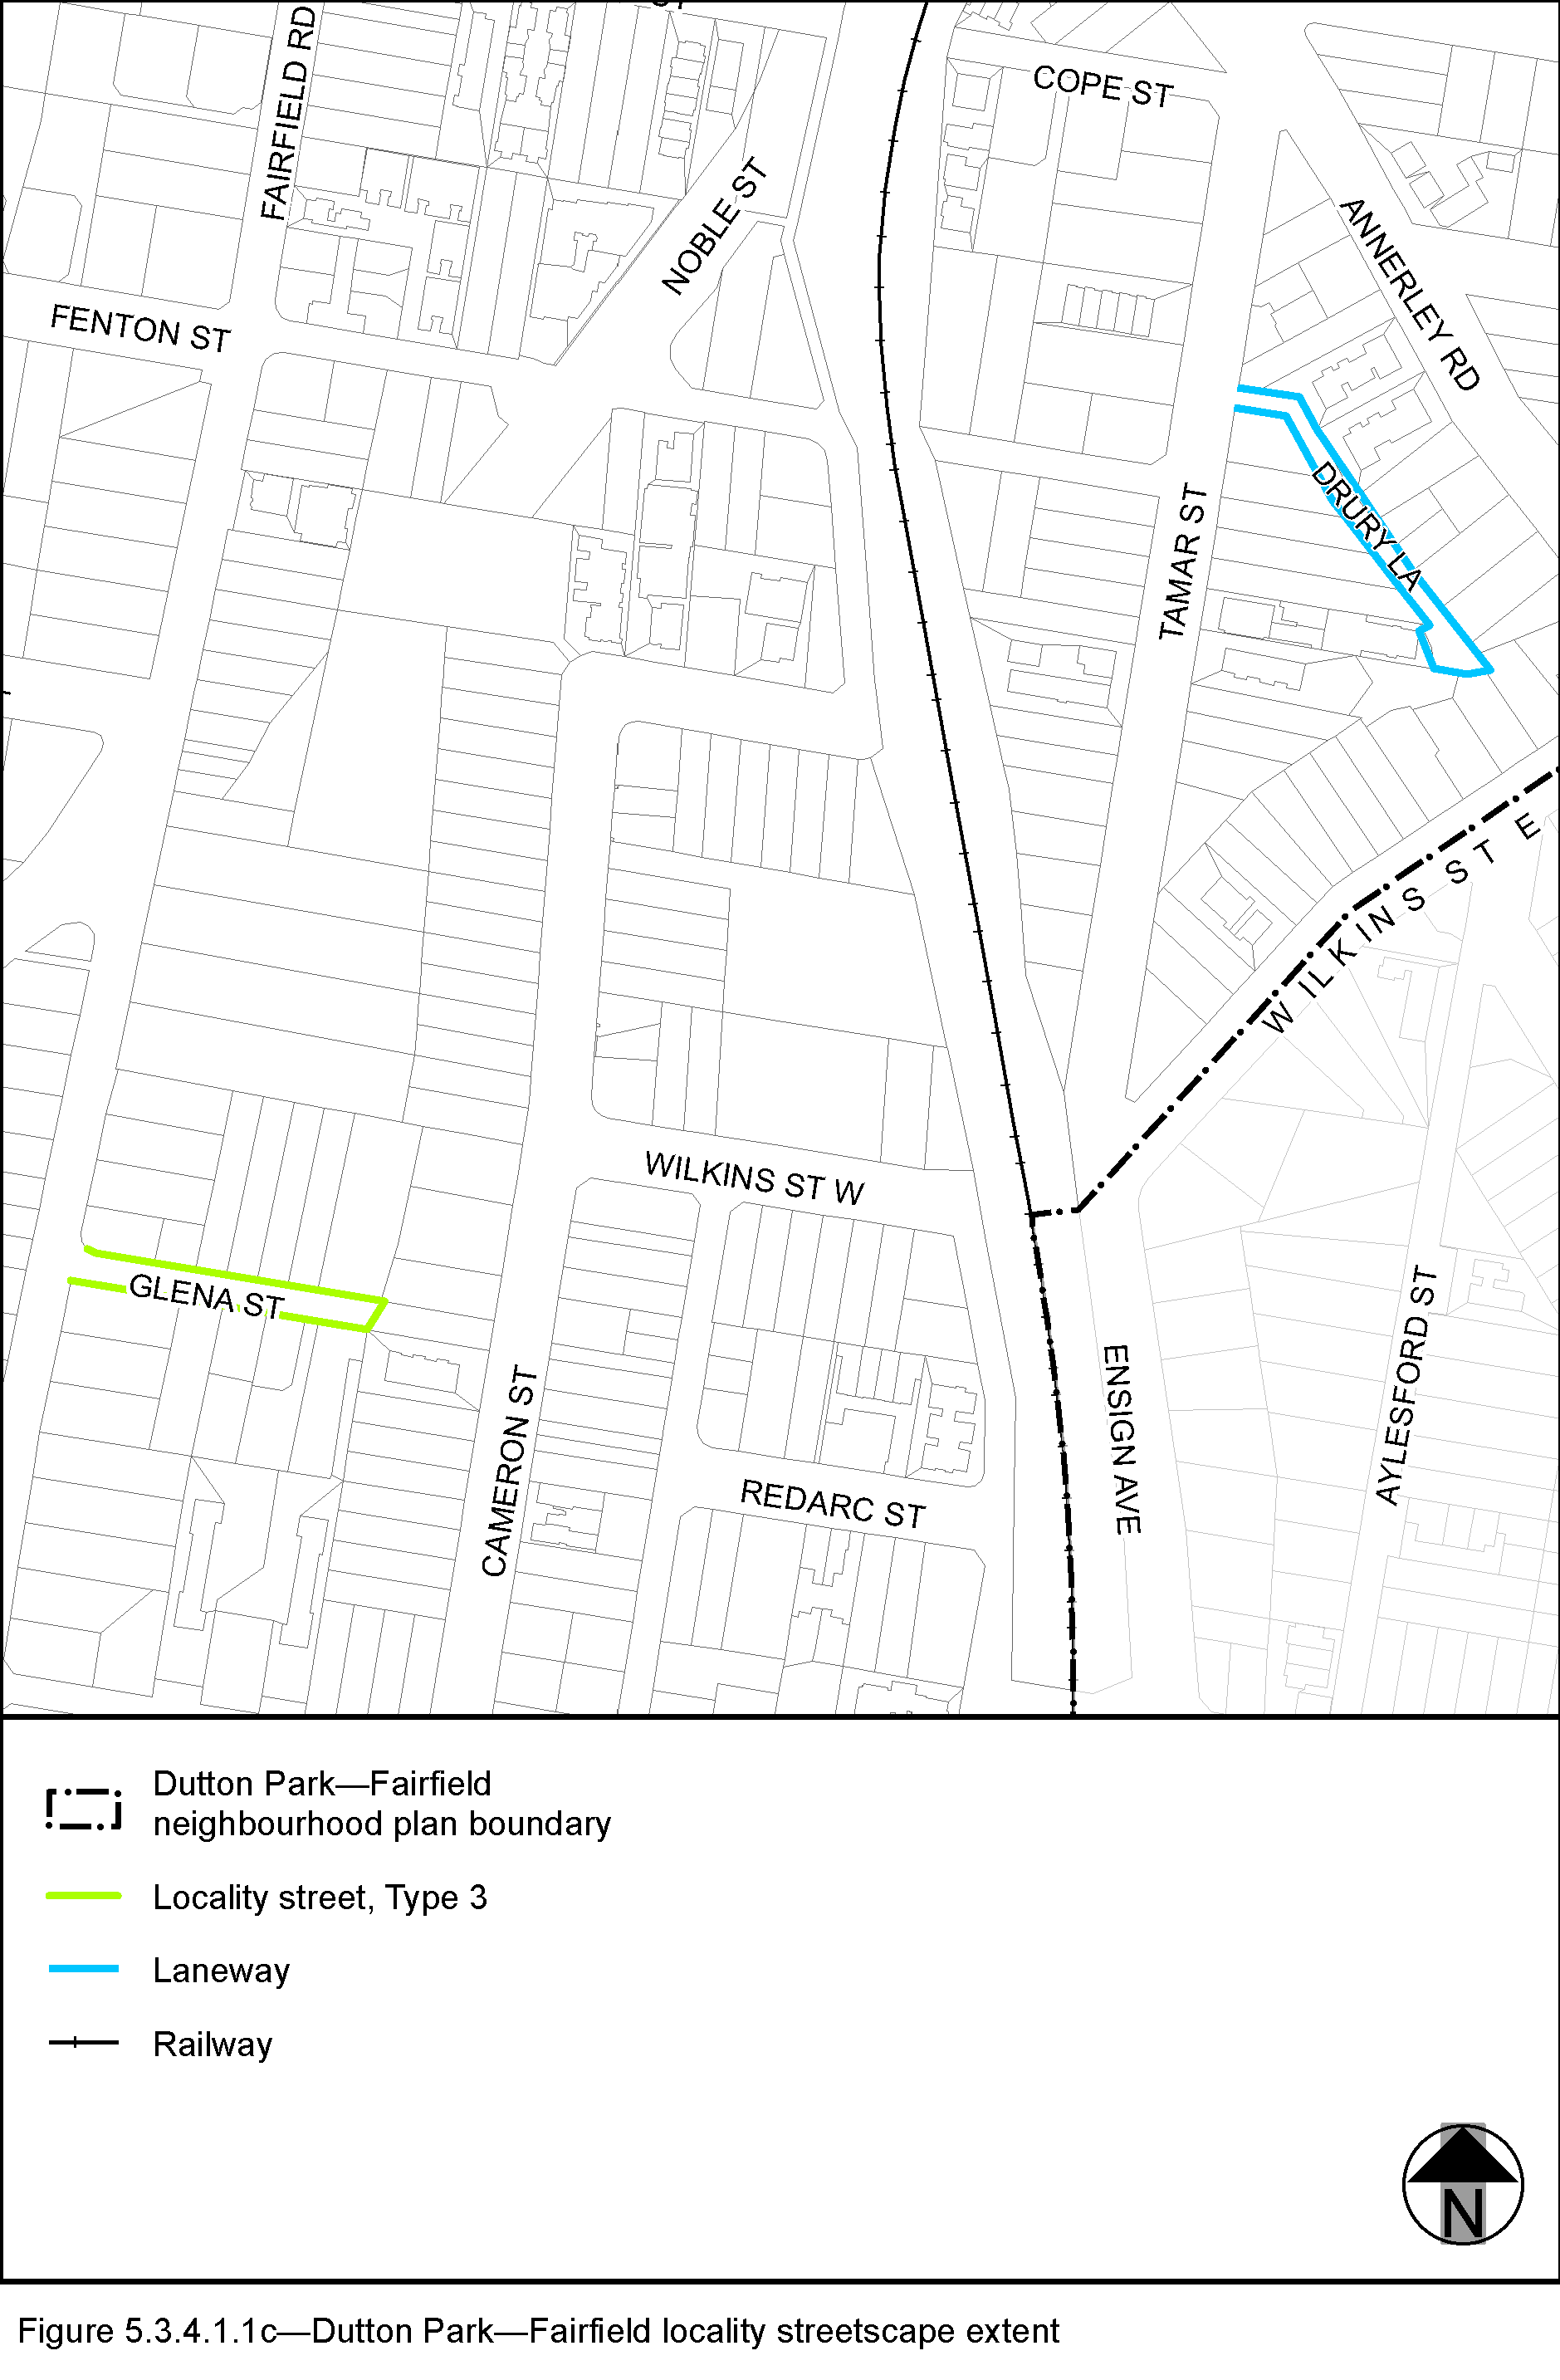 FAIRFIELD RD
COPE ST
NOBLE ST
ANNERLEY RD
FENTON ST
DRURY LA
TAMAR ST
WILKINS ST E
WILKINS ST W
GLENA ST
CAMERON ST
ENSIGN AVE
AYLESFORD ST
REDARC ST
Dutton Park—Fairfield
neighbourhood plan boundary
Locality street, Type 3
Laneway
Railway
N
Figure 5.3.4.1.1c—Dutton Park—Fairfield locality streetscape extent